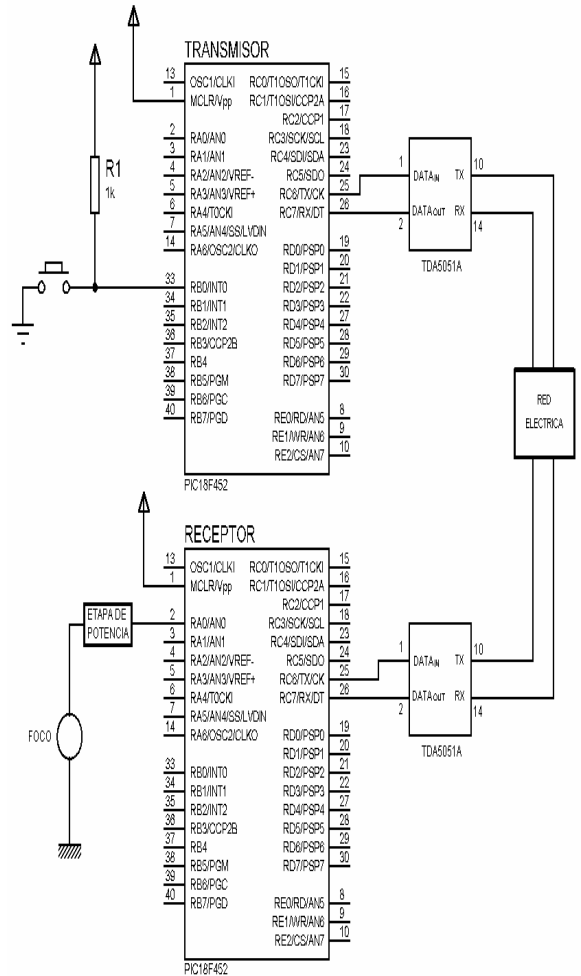 TRANSMISOR
13 OSC1/CLKI RC0/T1OSO/T1CKI 15
1 MCLR/Vpp RC1/T1OSI/CCP2A 16
RC2/CCP1 17
2 RA0/AN0 RC3/SCK/SCL 18
3 RA1/AN1 RC4/SDI/SDA 23
4 RA2/AN2/VREF- RC5/SDO 24
5 RA3/AN3/VREF+ RC6/TX/CK 25
6 RA4/T0CKI RC7/RX/DT 26
7 RA5/AN4/SS/LVDIN
14 RA6/OSC2/CLKO RD0/PSP0 19
RD1/PSP1 20
33 RB0/INT0 RD2/PSP2 21
34 RB1/INT1 RD3/PSP3 22
35 RB2/INT2 RD4/PSP4 27
36 RB3/CCP2B RD5/PSP5 28
37 RB4 RD6/PSP6 29
38 RB5/PGM RD7/PSP7 30
39 RB6/PGC
40 RB7/PGD RE0/RD/AN5 8
RE1/WR/AN6 9
RE2/CS/AN7 10
PIC18F452
R1
1k
1 DATAIN TX 10
2 DATAOUT RX 14
TDA5051A
RED
ELECTRICA
RECEPTOR
13 OSC1/CLKI RC0/T1OSO/T1CKI 15
1 MCLR/Vpp RC1/T1OSI/CCP2A 16
RC2/CCP1 17
2 RA0/AN0 RC3/SCK/SCL 18
3 RA1/AN1 RC4/SDI/SDA 23
4 RA2/AN2/VREF- RC5/SDO 24
5 RA3/AN3/VREF+ RC6/TX/CK 25
6 RA4/T0CKI RC7/RX/DT 26
7 RA5/AN4/SS/LVDIN
14 RA6/OSC2/CLKO RD0/PSP0 19
RD1/PSP1 20
33 RB0/INT0 RD2/PSP2 21
34 RB1/INT1 RD3/PSP3 22
35 RB2/INT2 RD4/PSP4 27
36 RB3/CCP2B RD5/PSP5 28
37 RB4 RD6/PSP6 29
38 RB5/PGM RD7/PSP7 30
39 RB6/PGC
40 RB7/PGD RE0/RD/AN5 8
RE1/WR/AN6 9
RE2/CS/AN7 10
PIC18F452
ETAPA DE
POTENCIA
FOCO
1 DATAIN TX 10
2 DATAOUT RX 14
TDA5051A